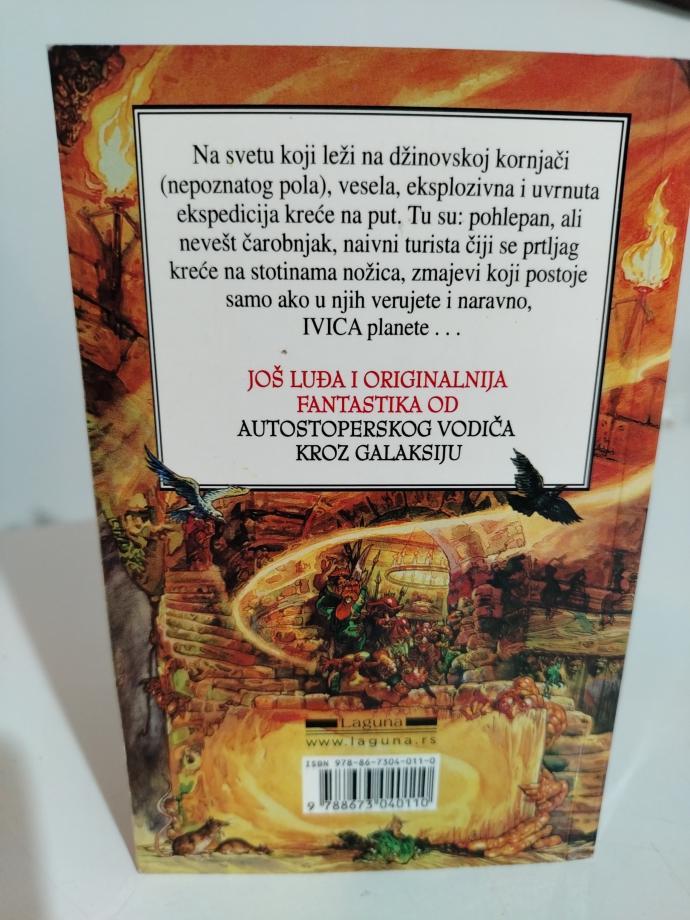 Na svetu koji leži na džinovskoj kornjači
(nepoznatog pola), vesela, eksplozivna i uvrnuta
ekspedicija kreće na put. Tu su: pohlepan, ali
nevešt čarobnjak, naivni turista čiji se prtljag
kreće na stotinama nožica, zmajevi koji postoje
samo ako u njih verujete i naravno,
IVICA planete . . .
JOŠ LUĐA I ORIGINALNIJA
FANTASTIKA OD
AUTOSTOPERSKOG VODIČA
KROZ GALAKSIJU
Laguna
www.laguna.rs
ISBN 978-86-7304-011-0
9 788673 040110